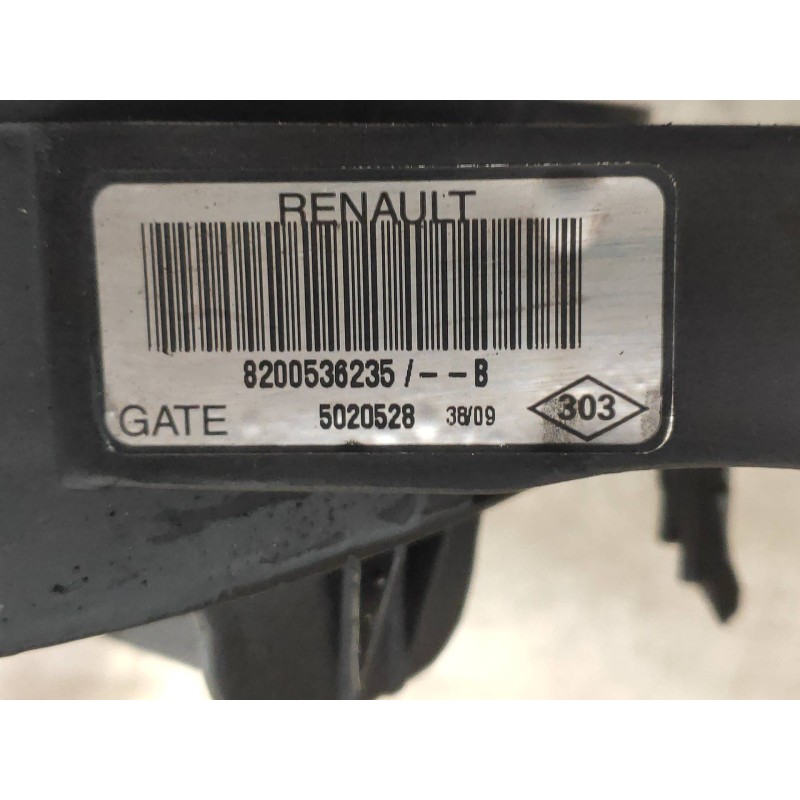 RENAULT
8200536235/--B
GATE 5020528 38/09 303